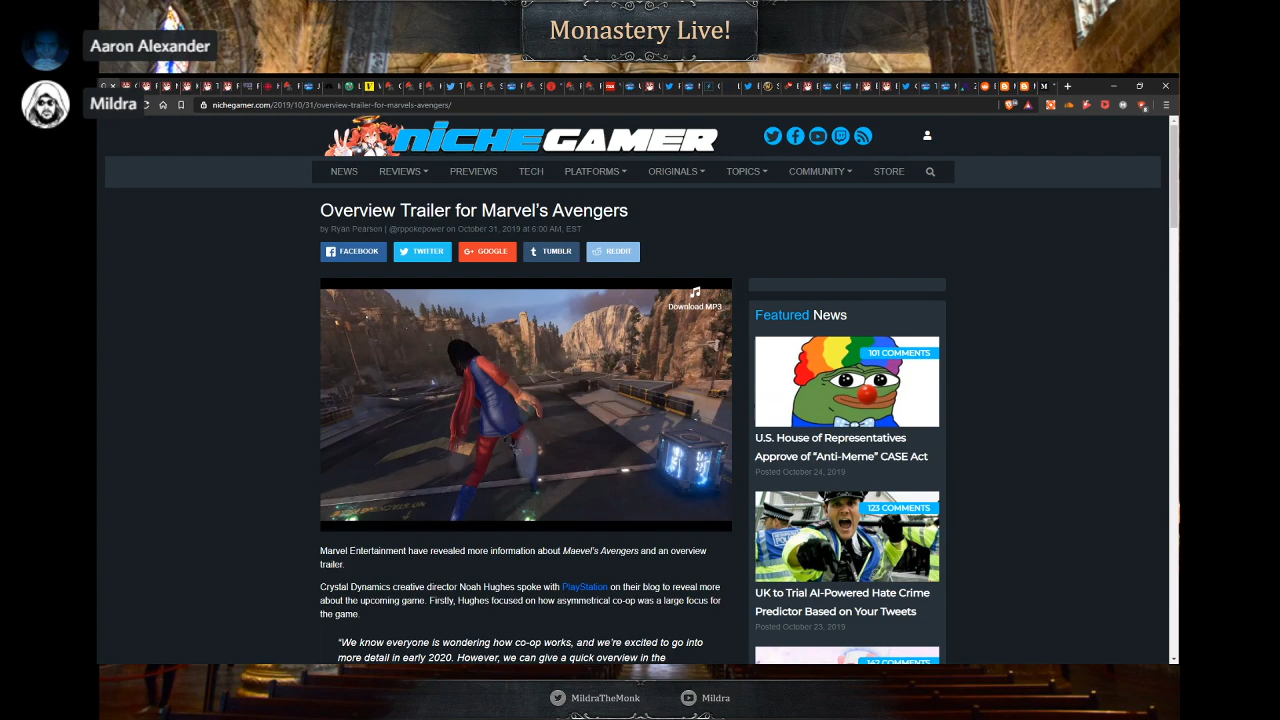 Monastery Live!
Aaron Alexander
Mildra
nichegamer.com/2019/10/31/overview-trailer-for-marvels-avengers/
NICHEGAMER
NEWS
REVIEWS
PREVIEWS
TECH
PLATFORMS
ORIGINALS
TOPICS
COMMUNITY
STORE
Overview Trailer for Marvel's Avengers
by Ryan Pearson | @rppokepower on October 31, 2019 at 6:00 AM, EST
FACEBOOK
TWITTER
G+ GOOGLE
TUMBLR
REDDIT
Download MP3
Marvel Entertainment have revealed more information about Maevel's Avengers and an overview
trailer.
Crystal Dynamics creative director Noah Hughes spoke with PlayStation on their blog to reveal more
about the upcoming game. Firstly, Hughes focused on how asymmetrical co-op was a large focus for
the game.
"We know everyone is wondering how co-op works, and we're excited to go into
more detail in early 2020. However, we can give a quick overview in the
Featured News
101 COMMENTS
U.S. House of Representatives
Approve of "Anti-Meme" CASE Act
Posted October 24, 2019
123 COMMENTS
UK to Trial AI-Powered Hate Crime
Predictor Based on Your Tweets
Posted October 23, 2019
142 COMMENTS
MildraTheMonk
Mildra